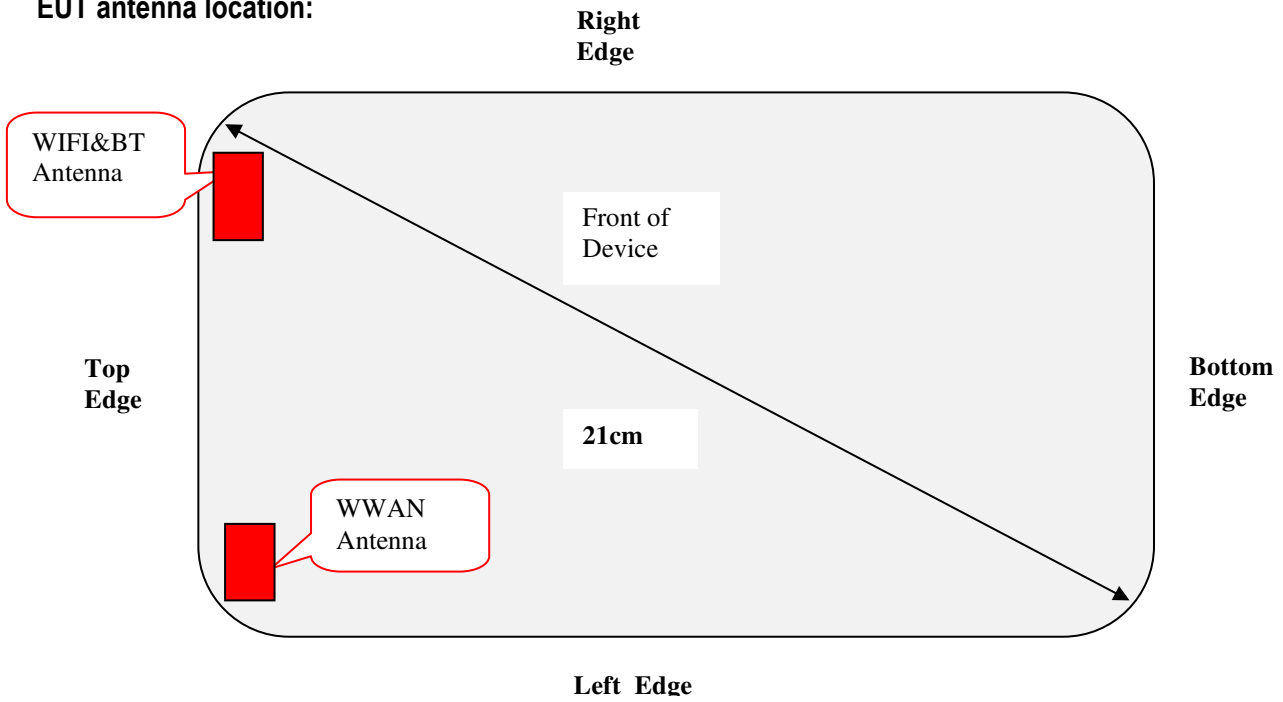 EUT antenna location:
Right
Edge
WIFI&BT
Antenna
Front of
Device
Top
Edge
Bottom
Edge
21cm
WWAN
Antenna
Left Edge